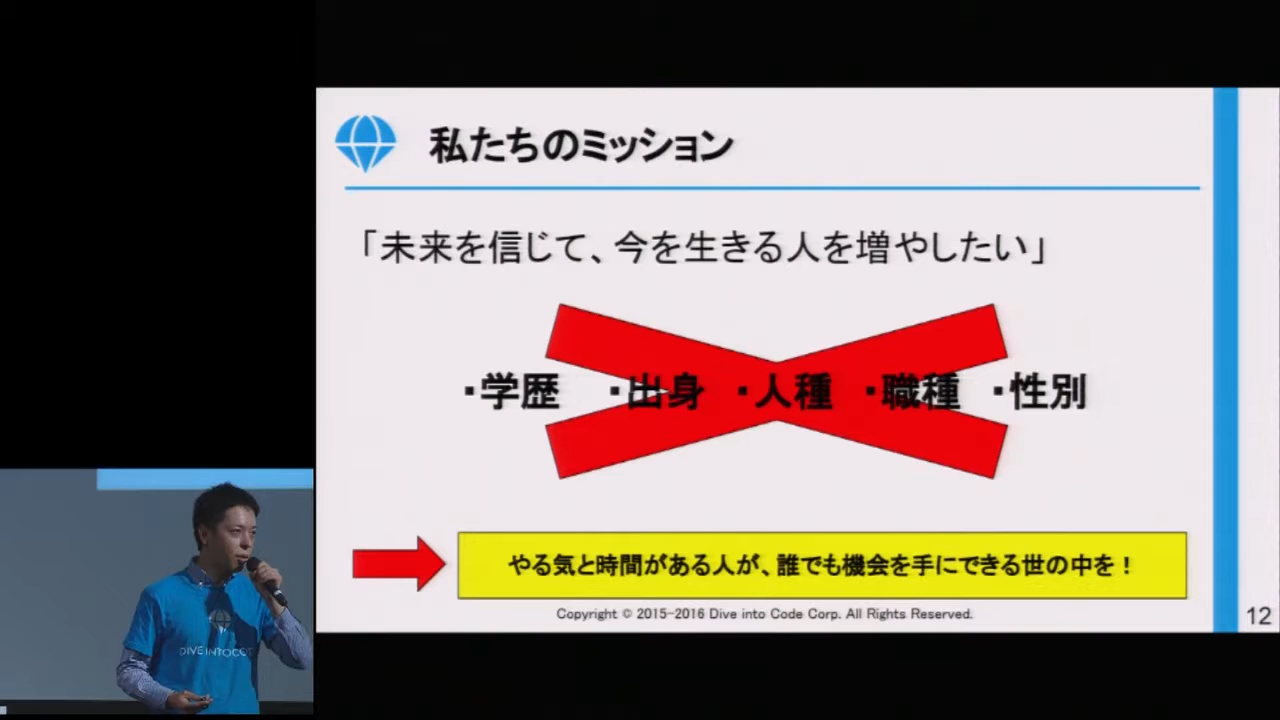 私たちのミッション
「未来を信じて、今を生きる人を増やしたい」
・学歴 ・出身 ・人種 ・職種 ・性別
やる気と時間がある人が、誰でも機会を手にできる世の中を！
Copyright © 2015-2016 Dive into Code Corp. All Rights Reserved.
12
DIVE INTO CO